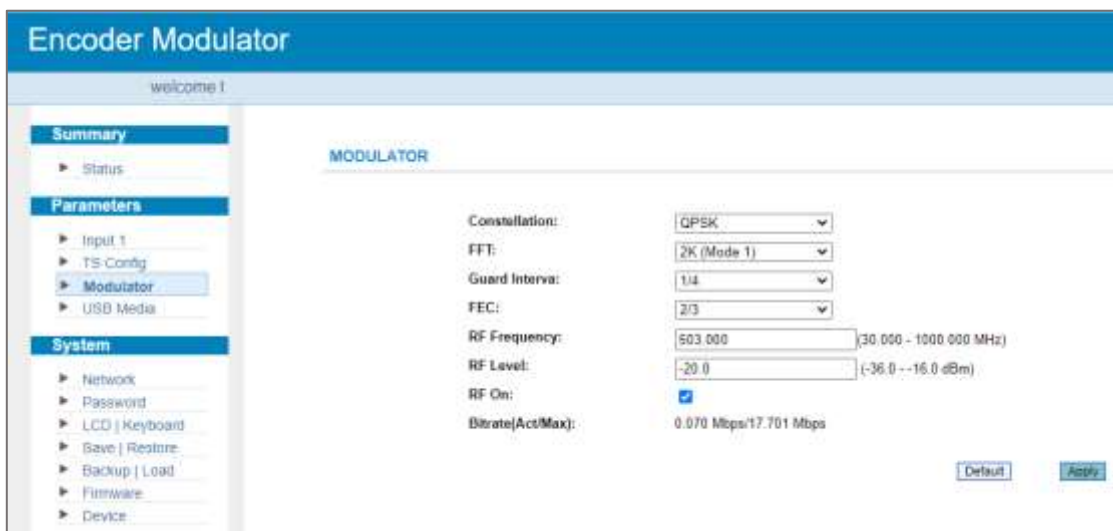 Encoder Modulator
welcome t
Summary
Status
MODULATOR
Parameters
Input 1
TS Config
Modulator
USB Media
Constellation: QPSK
FFT: 2K (Mode 1)
Guard Interva: 1/4
FEC: 2/3
RF Frequency: 603.000 (30.000 - 1000.000 MHz)
RF Level: -20.0 (-36.0 - -16.0 dBm)
RF On:
Bitrate(Act/Max): 0.070 Mbps/17.701 Mbps
System
Network
Password
LCD | Keyboard
Save | Restore
Backup | Load
Firmware
Device
Default Apply